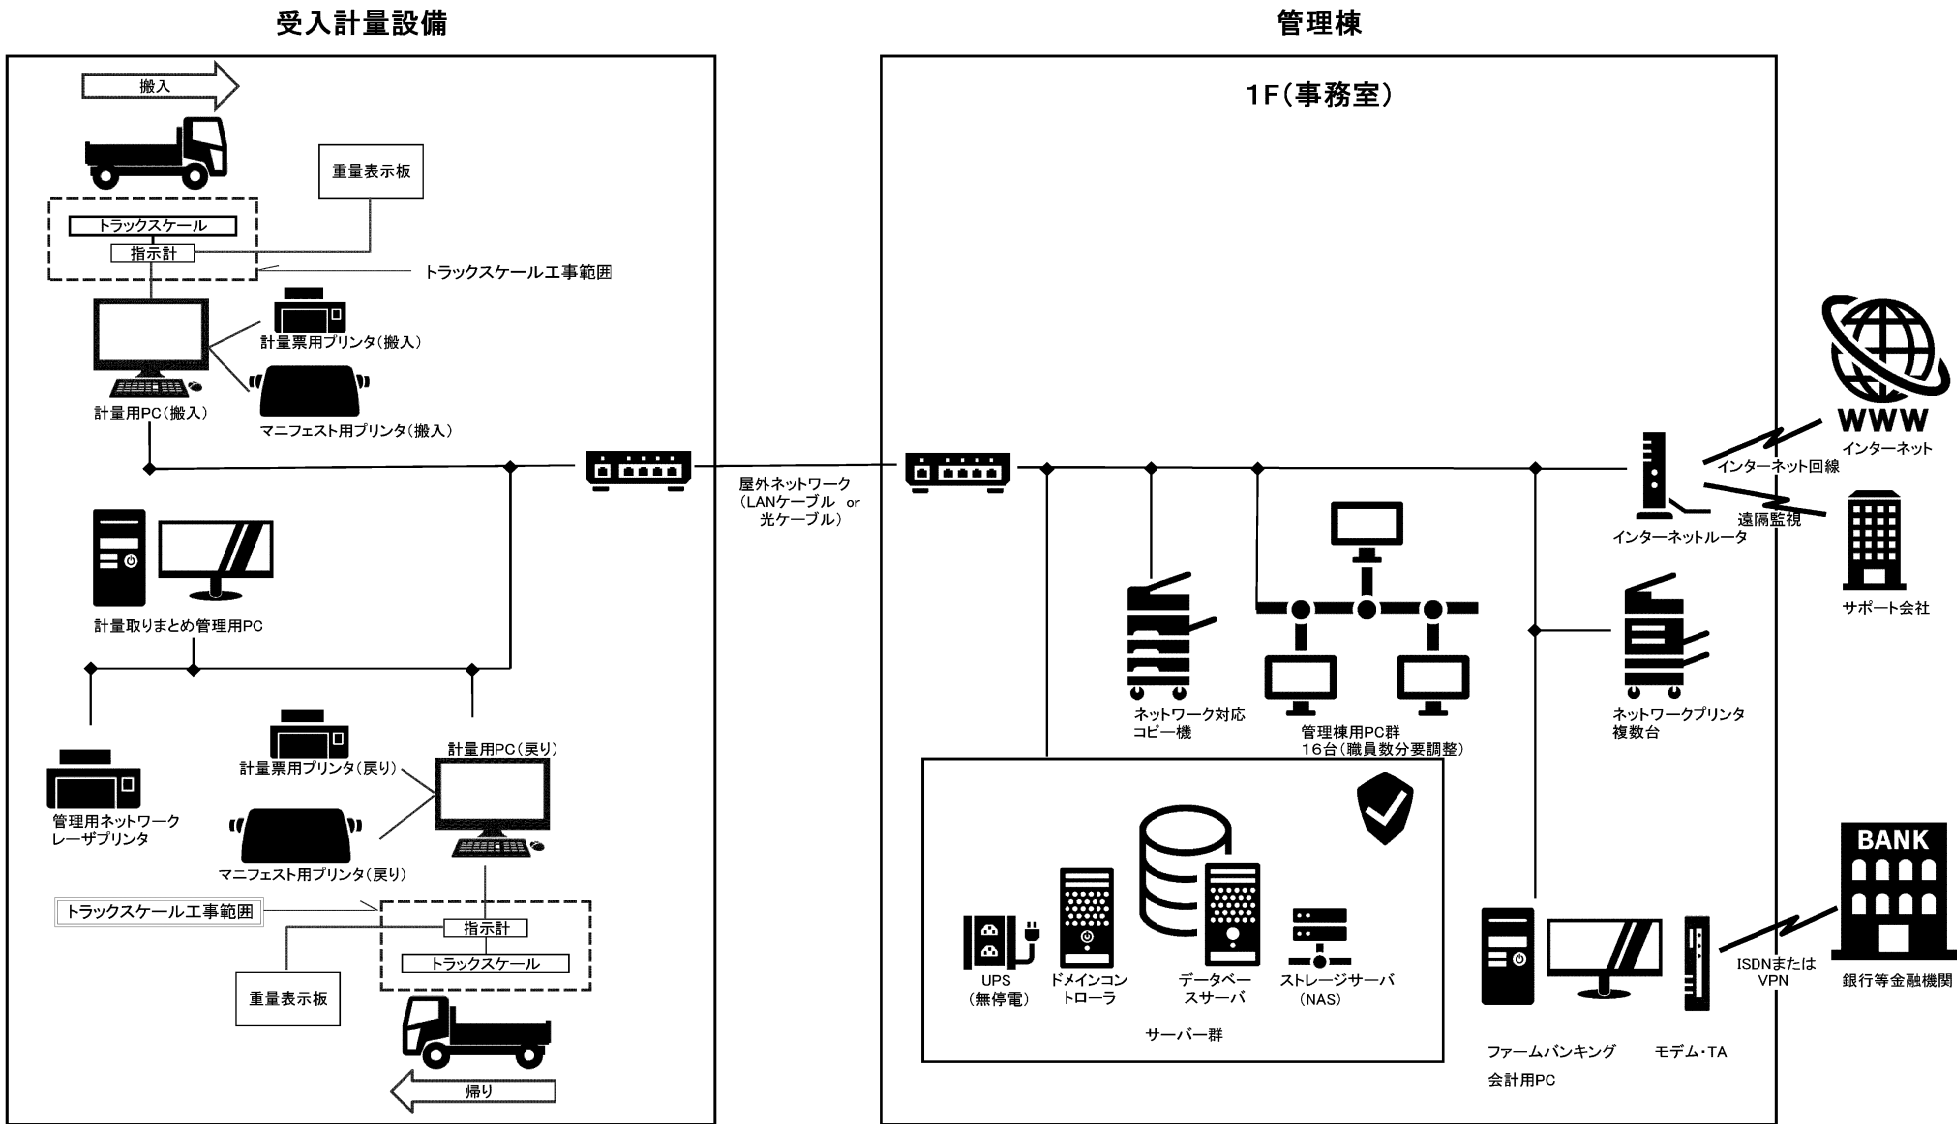 受入計量設備
搬入
重量表示板
トラックスケール
指示計
トラックスケール工事範囲
計量票用プリンタ(搬入)
計量用PC(搬入)
マニフェスト用プリンタ(搬入)
計量取りまとめ管理用PC
計量用PC(戻り)
計量票用プリンタ(戻り)
管理用ネットワーク
レーザプリンタ
マニフェスト用プリンタ(戻り)
トラックスケール工事範囲
指示計
トラックスケール
重量表示板
帰り
屋外ネットワーク
(LANケーブル or
光ケーブル)
管理棟
1F(事務室)
WWW
インターネット
インターネット回線
遠隔監視
インターネットルータ
サポート会社
ネットワーク対応
コピー機
管理棟用PC群
16台(職員数分要調整)
ネットワークプリンタ
複数台
UPS
(無停電)
ドメインコン
トローラ
データベー
スサーバ
ストレージサーバ
(NAS)
サーバー群
BANK
ISDNまたは
VPN
銀行等金融機関
ファームバンキング
会計用PC
モデム・TA